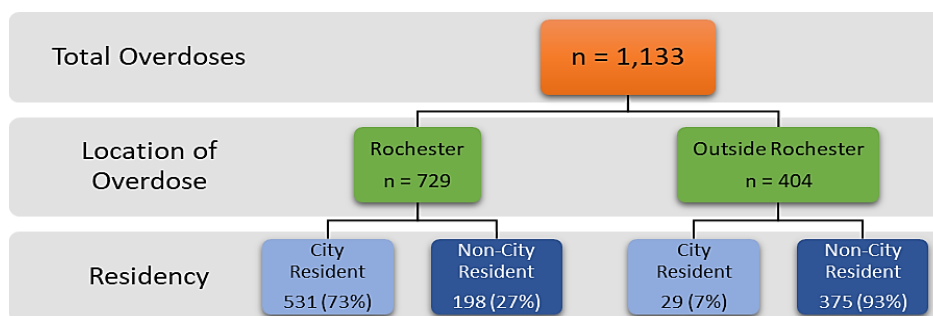 Total Overdoses
n = 1,133
Location of
Overdose
Rochester
n = 729
Outside Rochester
n = 404
Residency
City
Resident
531 (73%)
Non-City
Resident
198 (27%)
City
Resident
29 (7%)
Non-City
Resident
375 (93%)